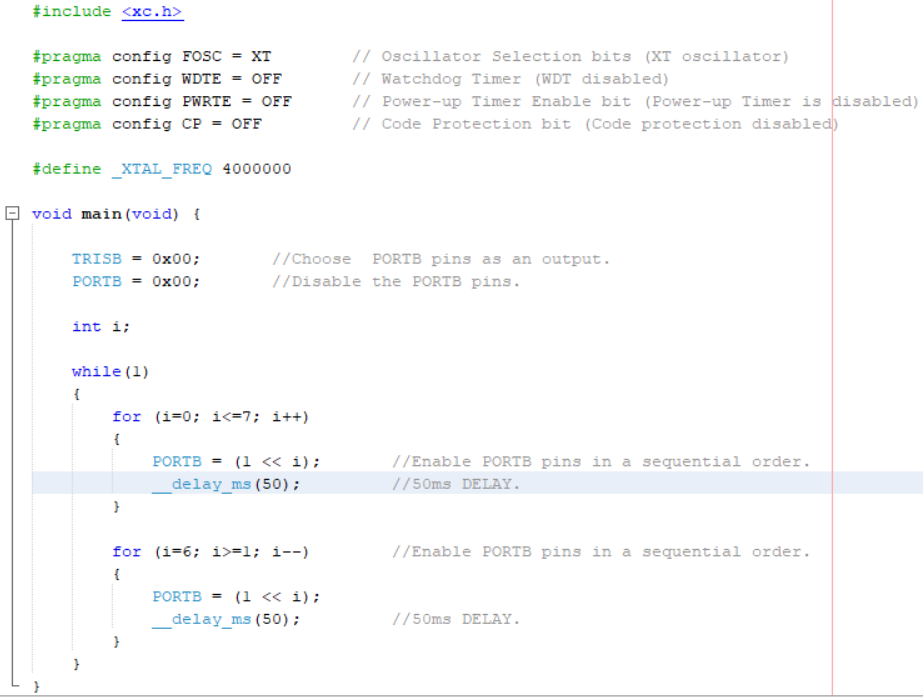 #include <xc.h>
#pragma config FOSC = XT        // Oscillator Selection bits (XT oscillator)
#pragma config WDTE = OFF       // Watchdog Timer (WDT disabled)
#pragma config PWRTE = OFF      // Power-up Timer Enable bit (Power-up Timer is disabled)
#pragma config CP = OFF         // Code Protection bit (Code protection disabled)
#define _XTAL_FREQ 4000000
void main(void) {
    TRISB = 0x00;       //Choose  PORTB pins as an output.
    PORTB = 0x00;       //Disable the PORTB pins.
    int i;
    while(1)
    {
        for (i=0; i<=7; i++)
        {
            PORTB = (1 << i);       //Enable PORTB pins in a sequential order.
            __delay_ms(50);         //50ms DELAY.
        }
        for (i=6; i>=1; i--)        //Enable PORTB pins in a sequential order.
        {
            PORTB = (1 << i);
            __delay_ms(50);         //50ms DELAY.
        }
    }
}